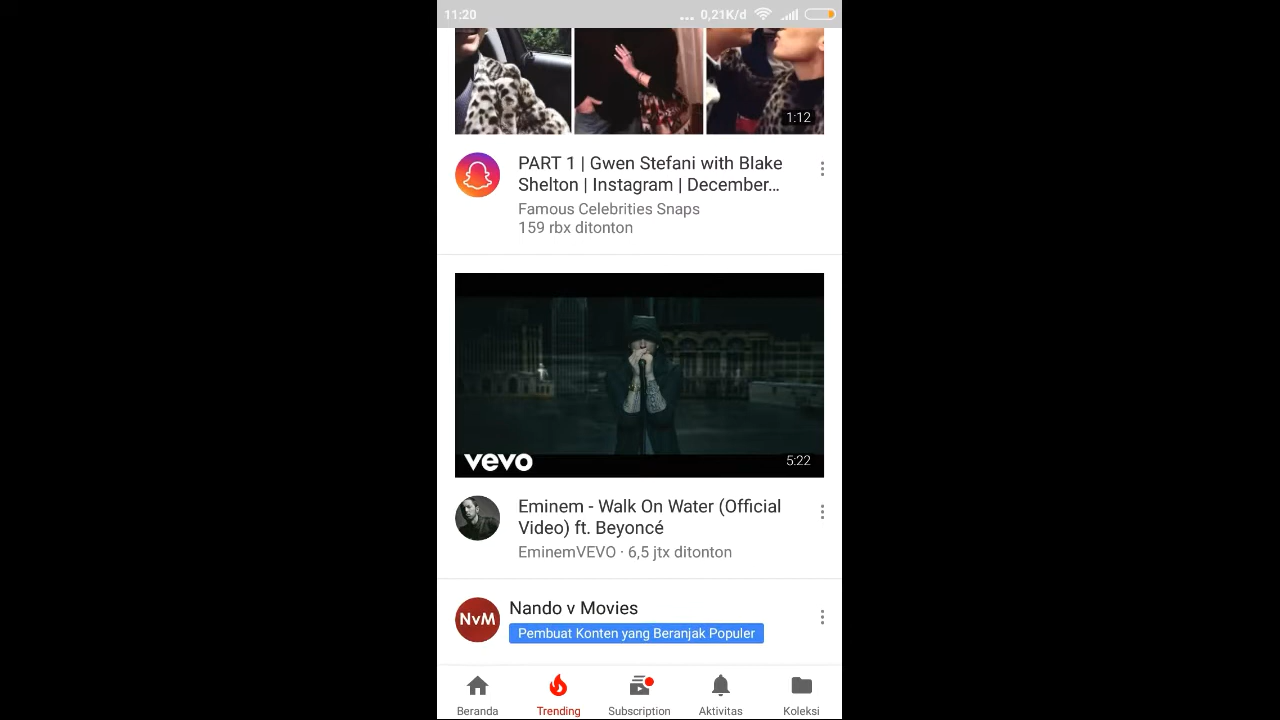 11:20
... 0,21K/d
1:12
PART 1 | Gwen Stefani with Blake
Shelton | Instagram | December...
Famous Celebrities Snaps
159 rbx ditonton
vevo
5:22
Eminem - Walk On Water (Official
Video) ft. Beyoncé
EminemVEVO · 6,5 jtx ditonton
NvM
Nando v Movies
Pembuat Konten yang Beranjak Populer
Beranda
Trending
Subscription
Aktivitas
Koleksi